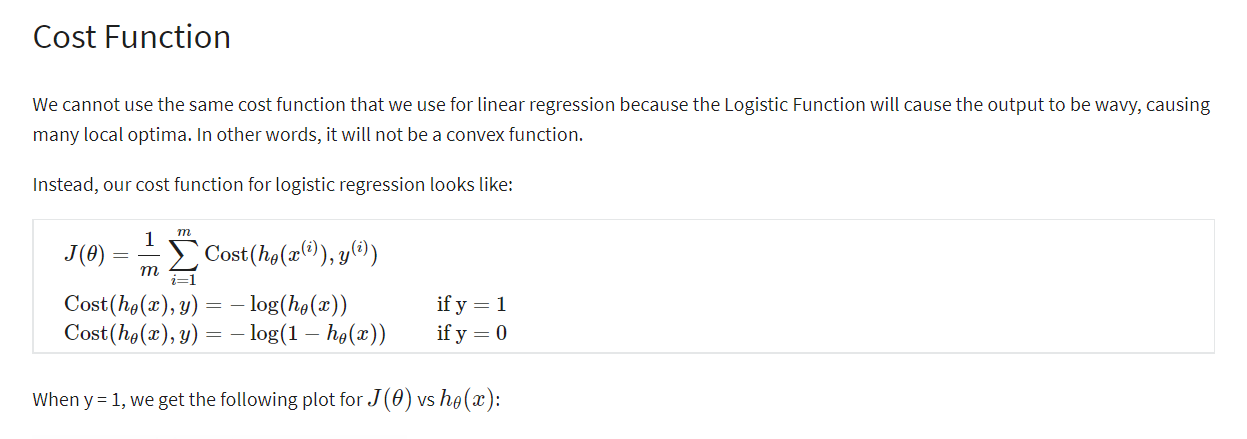 Cost Function
We cannot use the same cost function that we use for linear regression because the Logistic Function will cause the output to be wavy, causing
many local optima. In other words, it will not be a convex function.
Instead, our cost function for logistic regression looks like:
J(θ) = 1/m ∑_{i=1}^{m} Cost(h_θ(x^{(i)}), y^{(i)})
Cost(h_θ(x), y) = − log(h_θ(x)) if y = 1
Cost(h_θ(x), y) = − log(1 − h_θ(x)) if y = 0
When y = 1, we get the following plot for J(θ) vs h_θ(x):